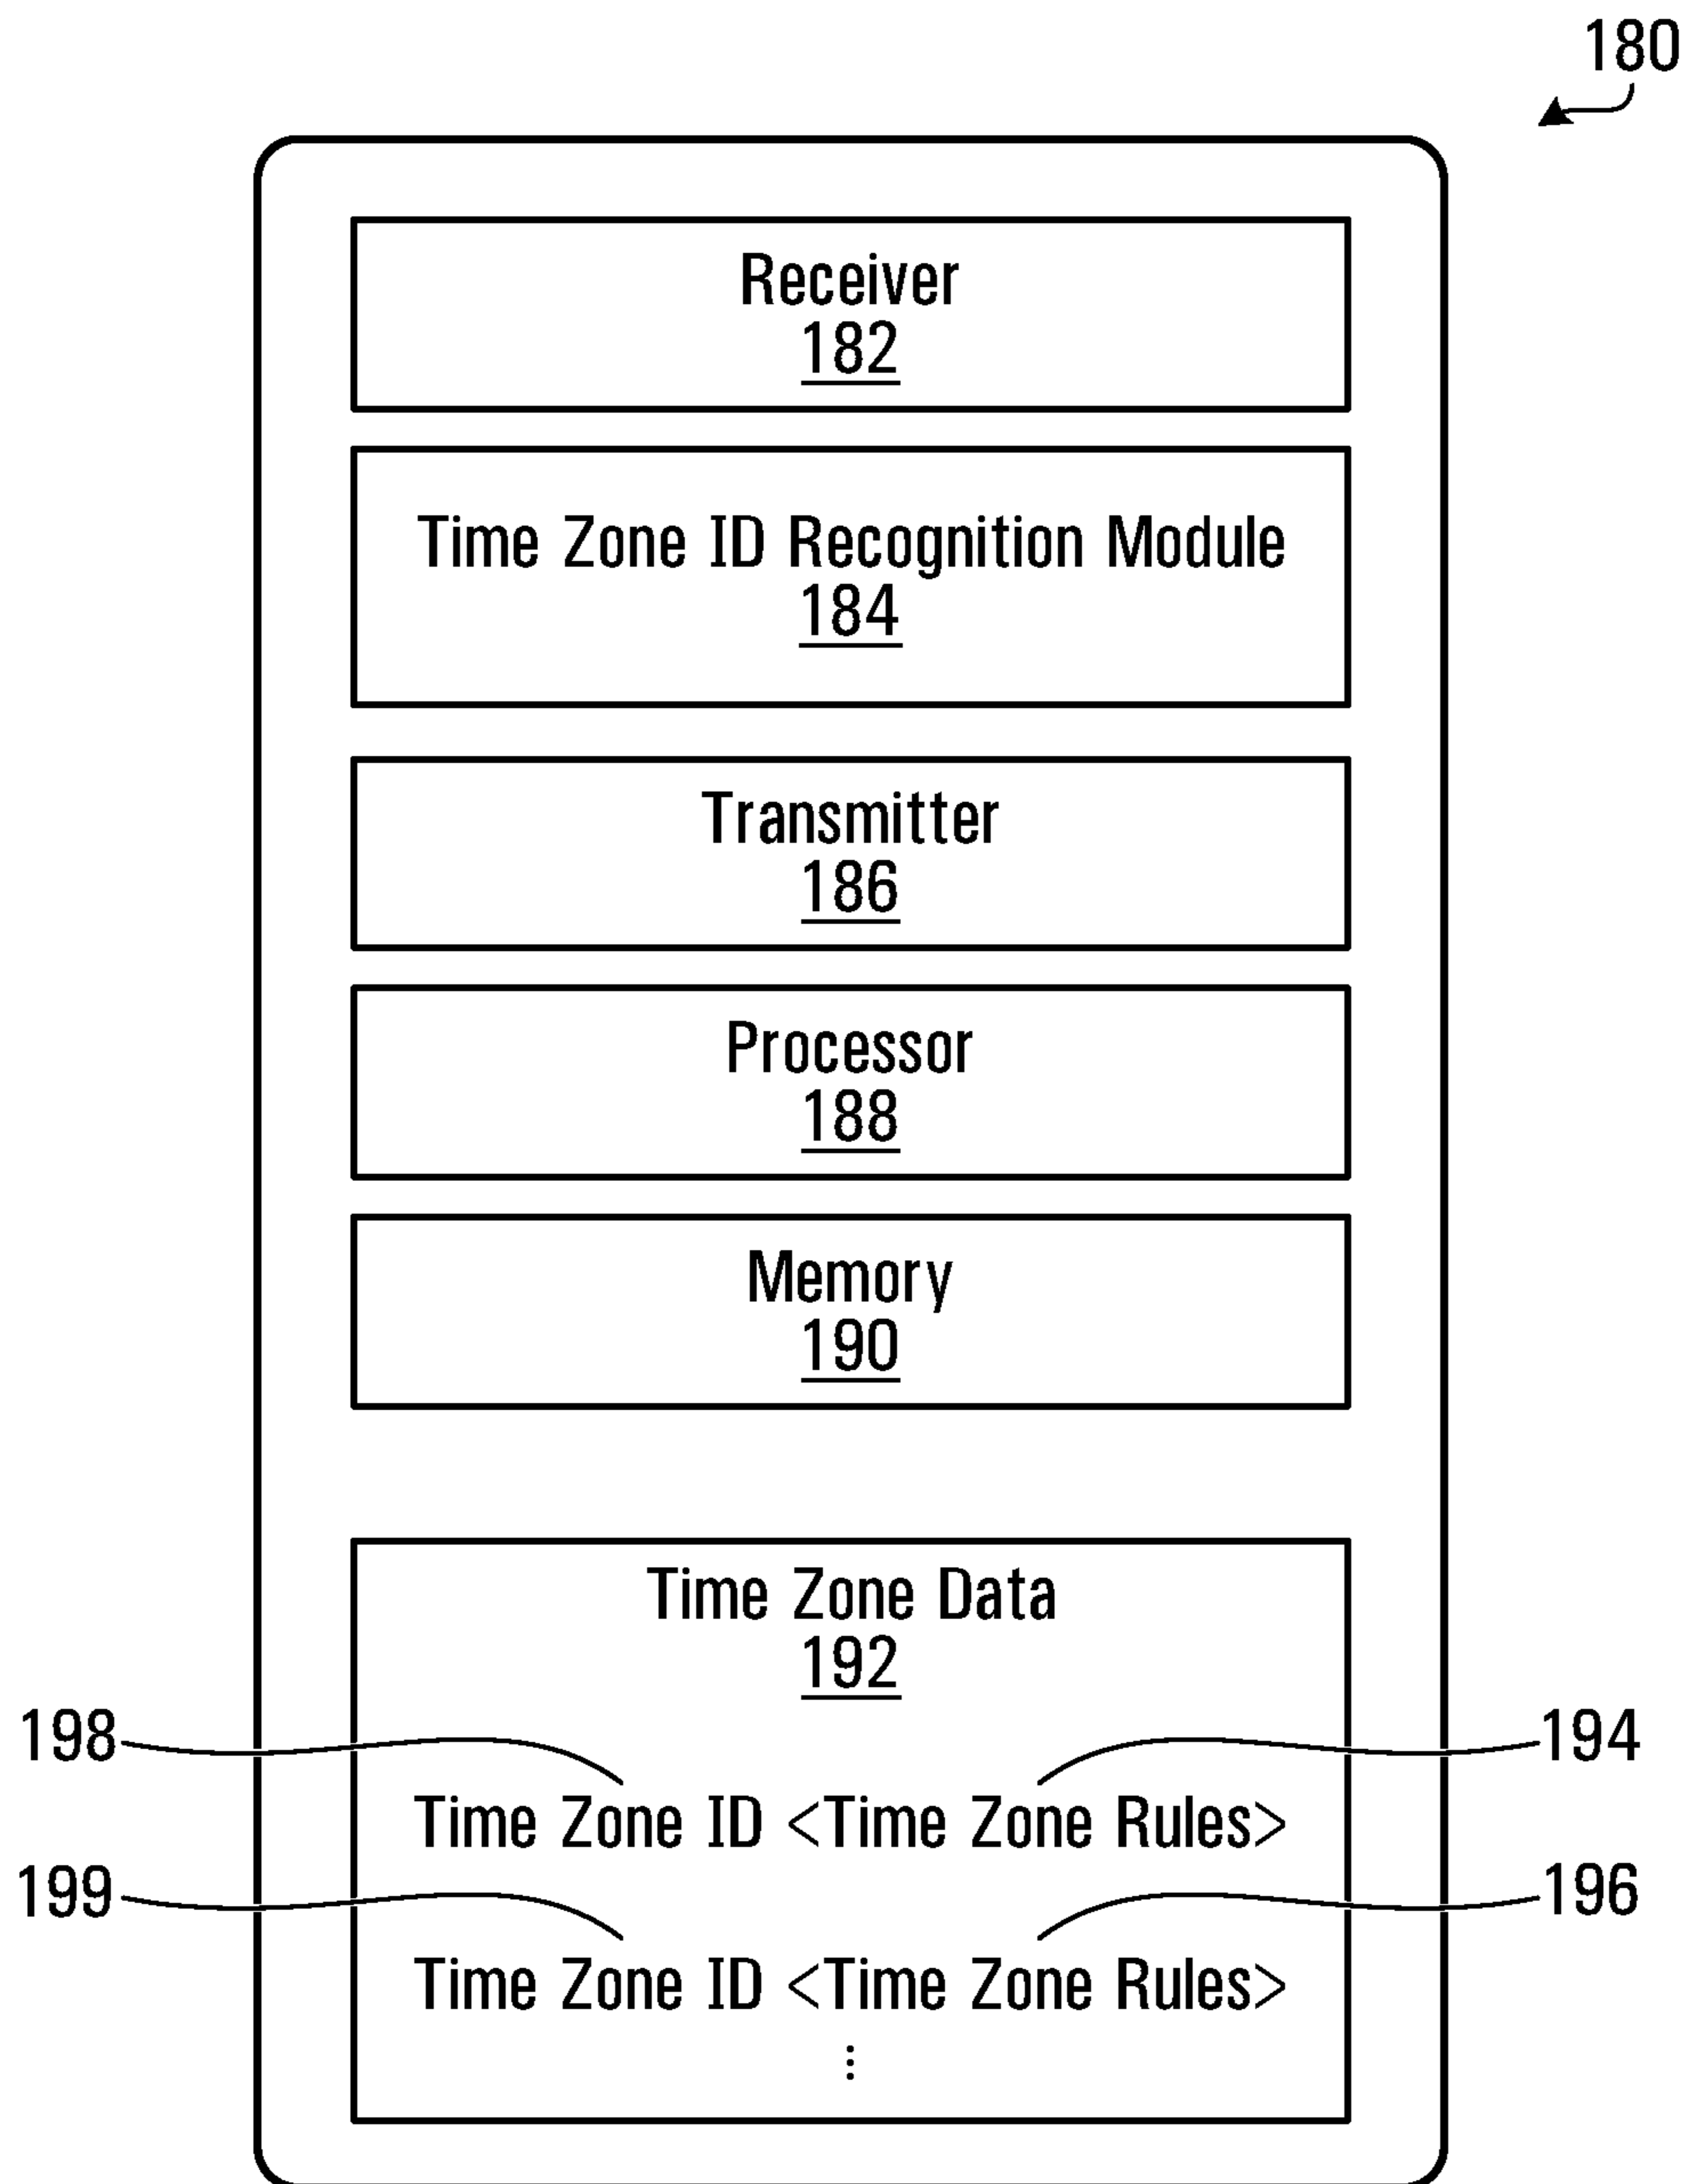 180
Receiver
182
Time Zone ID Recognition Module
184
Transmitter
186
Processor
188
Memory
190
Time Zone Data
192
198
194
Time Zone ID <Time Zone Rules>
199
196
Time Zone ID <Time Zone Rules>
⋮